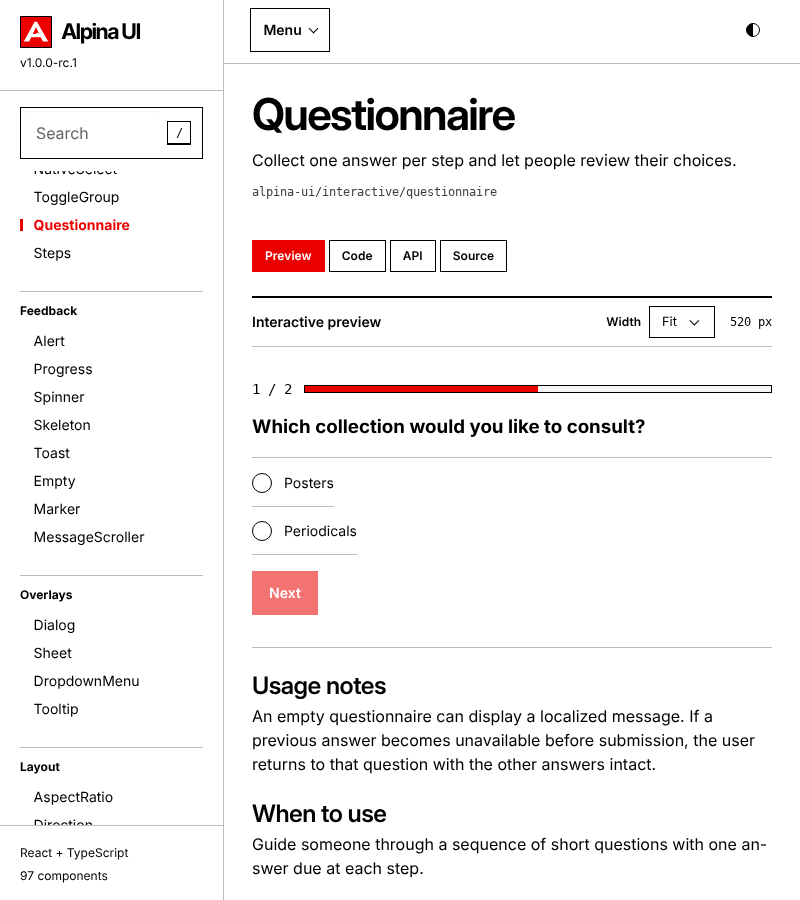 Alpina UI
v1.0.0-rc.1
Search
/
NativeSelect
ToggleGroup
Questionnaire
Steps
Feedback
Alert
Progress
Spinner
Skeleton
Toast
Empty
Marker
MessageScroller
Overlays
Dialog
Sheet
DropdownMenu
Tooltip
Layout
AspectRatio
Direction
React + TypeScript
97 components
Menu
Questionnaire
Collect one answer per step and let people review their choices.
alpina-ui/interactive/questionnaire
Preview Code API Source
Interactive preview Width Fit 520 px
1 / 2
Which collection would you like to consult?
Posters
Periodicals
Next
Usage notes
An empty questionnaire can display a localized message. If a
previous answer becomes unavailable before submission, the user
returns to that question with the other answers intact.
When to use
Guide someone through a sequence of short questions with one an-
swer due at each step.